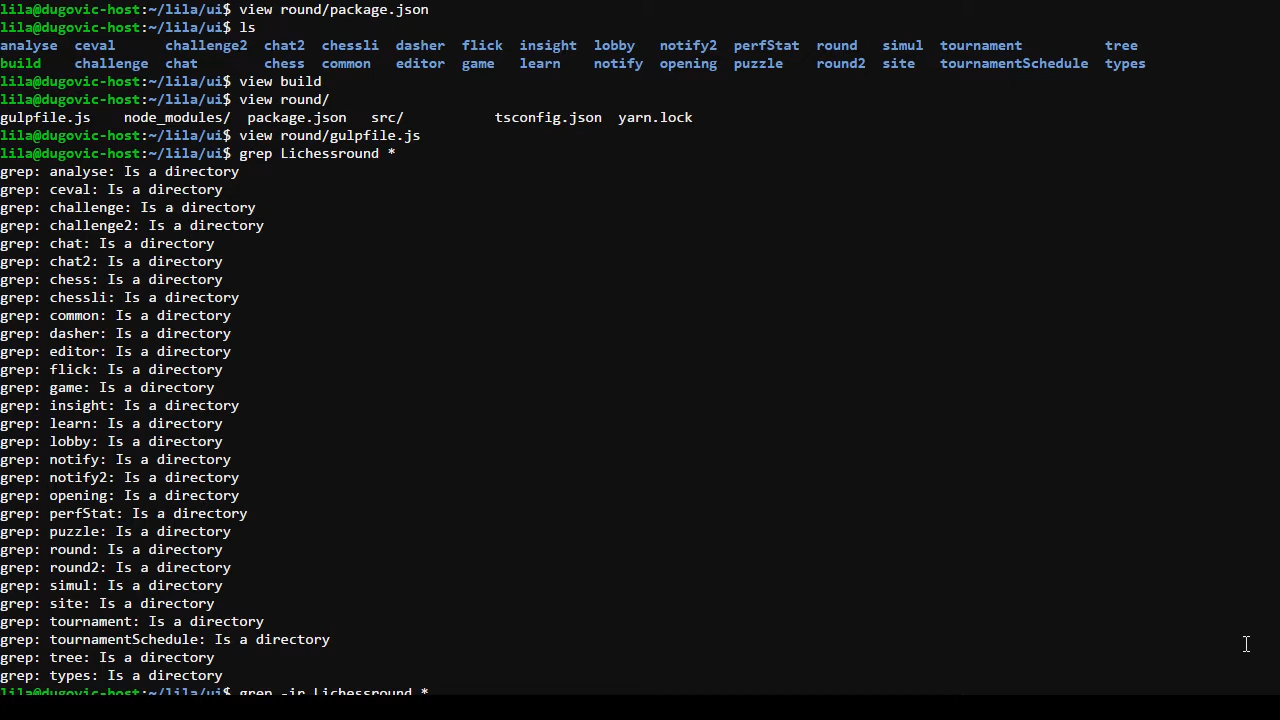 lila@dugovic-host:~/lila/ui$ view round/package.json
lila@dugovic-host:~/lila/ui$ ls
analyse ceval challenge2 chat2 chessli dasher flick insight lobby notify2 perfStat round simul tournament tree
build challenge chat chess common editor game learn notify opening puzzle round2 site tournamentSchedule types
lila@dugovic-host:~/lila/ui$ view build
lila@dugovic-host:~/lila/ui$ view round/
gulpfile.js node_modules/ package.json src/ tsconfig.json yarn.lock
lila@dugovic-host:~/lila/ui$ view round/gulpfile.js
lila@dugovic-host:~/lila/ui$ grep Lichessround *
grep: analyse: Is a directory
grep: ceval: Is a directory
grep: challenge: Is a directory
grep: challenge2: Is a directory
grep: chat: Is a directory
grep: chat2: Is a directory
grep: chess: Is a directory
grep: chessli: Is a directory
grep: common: Is a directory
grep: dasher: Is a directory
grep: editor: Is a directory
grep: flick: Is a directory
grep: game: Is a directory
grep: insight: Is a directory
grep: learn: Is a directory
grep: lobby: Is a directory
grep: notify: Is a directory
grep: notify2: Is a directory
grep: opening: Is a directory
grep: perfStat: Is a directory
grep: puzzle: Is a directory
grep: round: Is a directory
grep: round2: Is a directory
grep: simul: Is a directory
grep: site: Is a directory
grep: tournament: Is a directory
grep: tournamentSchedule: Is a directory
grep: tree: Is a directory
grep: types: Is a directory
lila@dugovic-host:~/lila/ui$ grep -ir Lichessround *